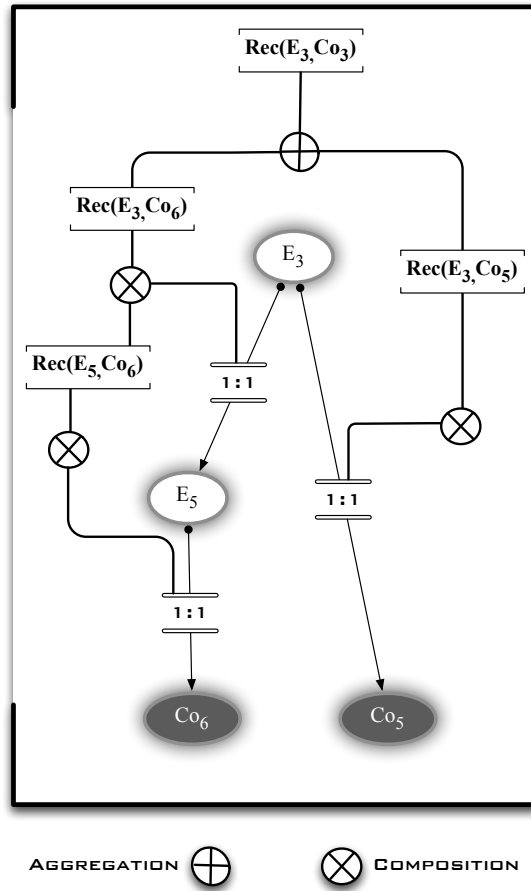 Rec(E3,Co3)
Rec(E3,Co6)
E3
Rec(E3,Co5)
Rec(E5,Co6)
1:1
E5
1:1
1:1
Co6
Co5
AGGREGATION
COMPOSITION